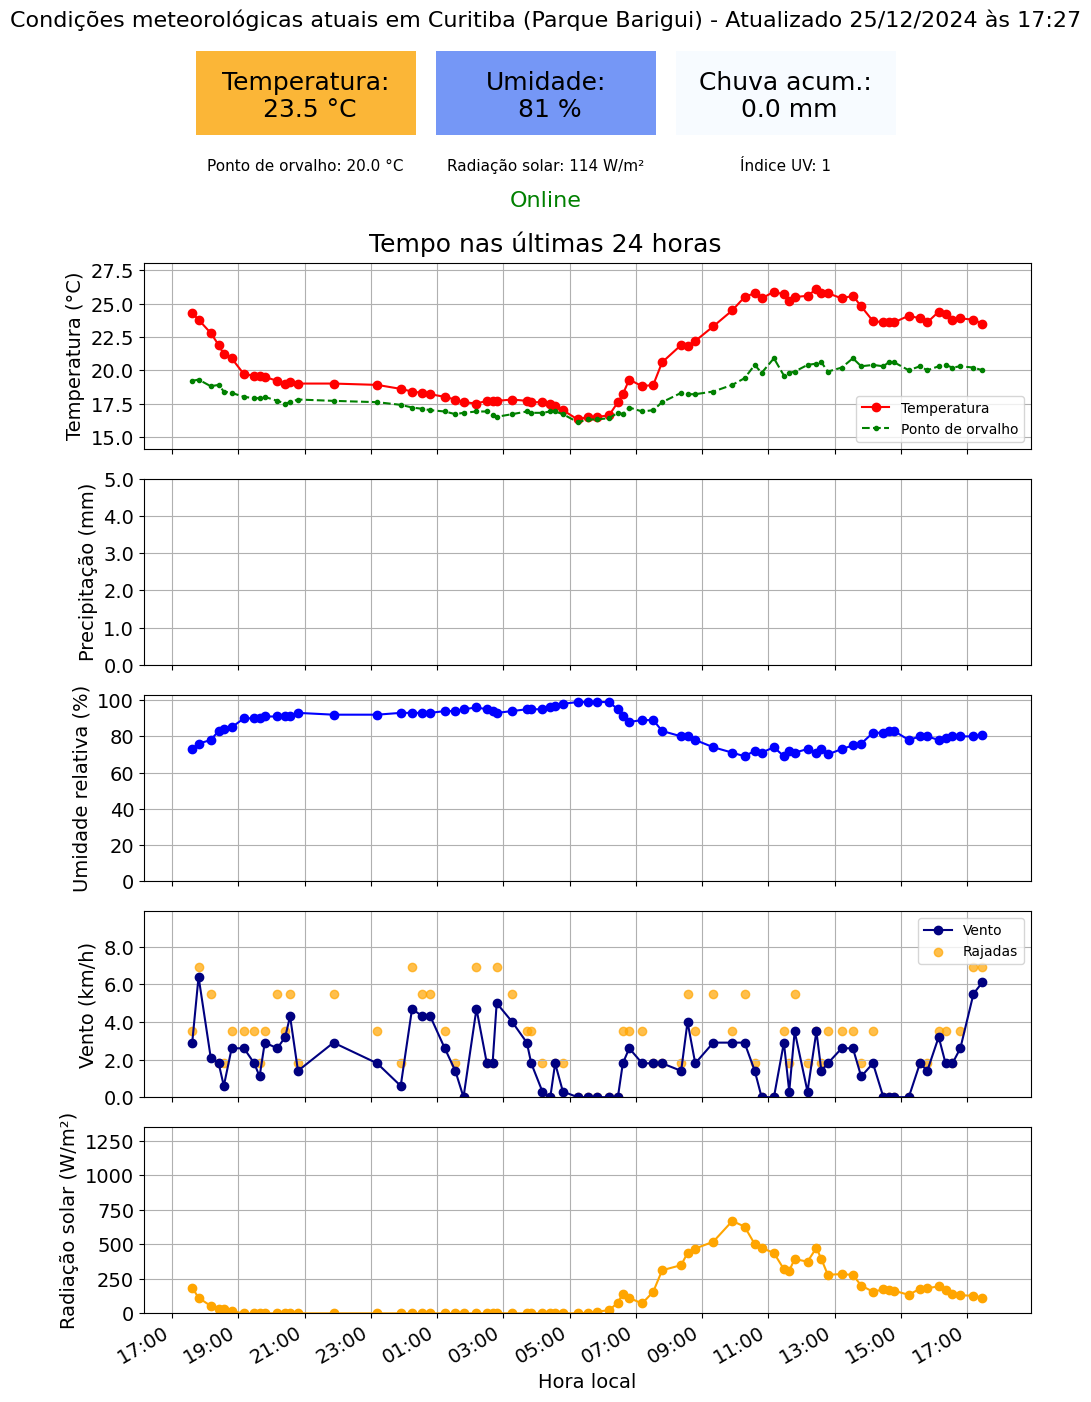 Condições meteorológicas atuais em Curitiba (Parque Barigui) - Atualizado 25/12/2024 às 17:27
Temperatura:
23.5 °C
Umidade:
81 %
Chuva acum.:
0.0 mm
Ponto de orvalho: 20.0 °C
Radiação solar: 114 W/m²
Índice UV: 1
Online
Tempo nas últimas 24 horas
Temperatura (°C)
27.5
25.0
22.5
20.0
17.5
15.0
Temperatura
Ponto de orvalho
Precipitação (mm)
5.0
4.0
3.0
2.0
1.0
0.0
Umidade relativa (%)
100
80
60
40
20
0
Vento (km/h)
8.0
6.0
4.0
2.0
0.0
Vento
Rajadas
Radiação solar (W/m²)
1250
1000
750
500
250
0
17:00
19:00
21:00
23:00
01:00
03:00
05:00
07:00
09:00
11:00
13:00
15:00
17:00
Hora local